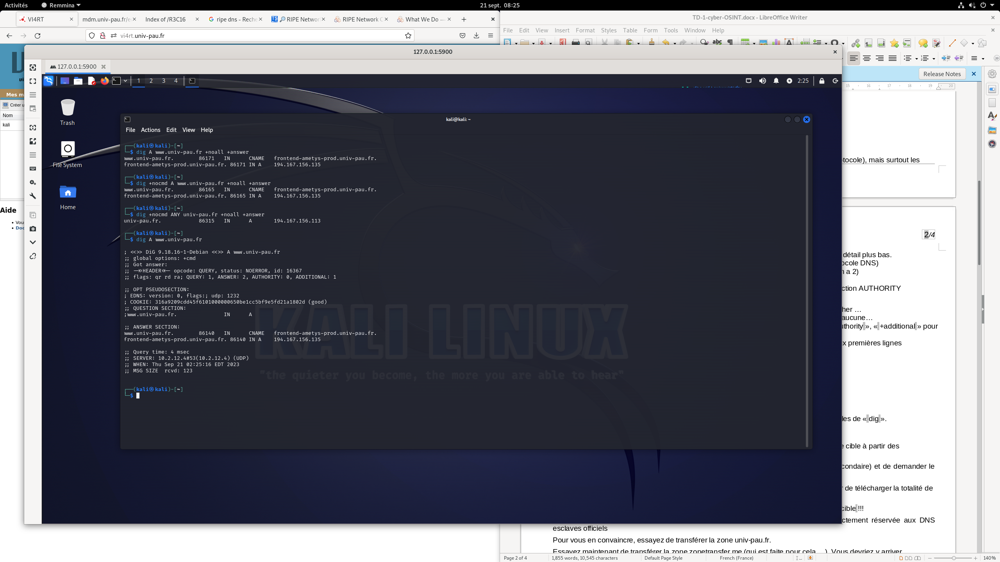 Activités
Remmina
21 sept.  08:25
VI4RT
mdm.univ-pau.fr/e
Index of /R3C16
ripe dns - Reche
RIPE Networ
RIPE Network C
What We Do —
vi4rt.univ-pau.fr
TD-1-cyber-OSINT.docx - LibreOffice Writer
File Edit View Insert Format Styles Table Form Tools Window Help
Release Notes
15 16 17 18 19 20
Mes m
Créer u
Nom
kali
Aide
• Vous
• Doc
127.0.0.1:5900
127.0.0.1:5900
1 2 3 4
2:25
Trash
File System
Home
kali@kali: ~
File Actions Edit View Help
┌──(kali㉿kali)-[~]
└─$ dig A www.univ-pau.fr +noall +answer
www.univ-pau.fr.        86171   IN      CNAME   frontend-ametys-prod.univ-pau.fr.
frontend-ametys-prod.univ-pau.fr. 86171 IN A    194.167.156.135
┌──(kali㉿kali)-[~]
└─$ dig +nocmd A www.univ-pau.fr +noall +answer
www.univ-pau.fr.        86165   IN      CNAME   frontend-ametys-prod.univ-pau.fr.
frontend-ametys-prod.univ-pau.fr. 86165 IN A    194.167.156.135
┌──(kali㉿kali)-[~]
└─$ dig +nocmd ANY univ-pau.fr +noall +answer
univ-pau.fr.            86315   IN      A       194.167.156.113
┌──(kali㉿kali)-[~]
└─$ dig A www.univ-pau.fr
; <<>> DiG 9.18.16-1-Debian <<>> A www.univ-pau.fr
;; global options: +cmd
;; Got answer:
;; ->>HEADER<<- opcode: QUERY, status: NOERROR, id: 16367
;; flags: qr rd ra; QUERY: 1, ANSWER: 2, AUTHORITY: 0, ADDITIONAL: 1
;; OPT PSEUDOSECTION:
; EDNS: version: 0, flags:; udp: 1232
; COOKIE: 316a9209cdd45f6101000000650be1cc5bf9e5fd21a1802d (good)
;; QUESTION SECTION:
;www.univ-pau.fr.               IN      A
;; ANSWER SECTION:
www.univ-pau.fr.        86140   IN      CNAME   frontend-ametys-prod.univ-pau.fr.
frontend-ametys-prod.univ-pau.fr. 86140 IN A    194.167.156.135
;; Query time: 4 msec
;; SERVER: 10.2.12.4#53(10.2.12.4) (UDP)
;; WHEN: Thu Sep 21 02:25:16 EDT 2023
;; MSG SIZE  rcvd: 123
┌──(kali㉿kali)-[~]
└─$
KALI LINUX
"the quieter you become, the more you are able to hear"
tocole), mais surtout les
2/4
détail plus bas.
ocole DNS)
n a 2)
ction AUTHORITY
her …
aucune…
uthority », « +additional » pour
x premières lignes
les de « dig ».
e cible à partir des
condaire) et de demander le
r de télécharger la totalité de
cible !!!
ctement réservée aux DNS
esclaves officiels
Pour vous en convaincre, essayez de transférer la zone univ-pau.fr.
Essayez maintenant de transférer la zone zonetransfer.me (qui est faite pour cela ...). Vous devriez y arriver
Page 2 of 4
1,855 words, 10,545 characters
Default Page Style
French (France)
140%